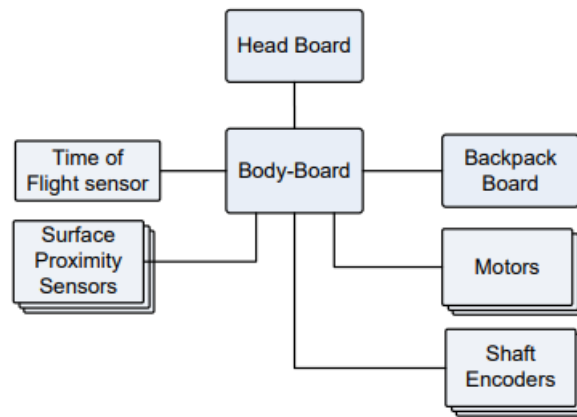 Head Board
Time of
Flight sensor
Body-Board
Backpack
Board
Surface
Proximity
Sensors
Motors
Shaft
Encoders